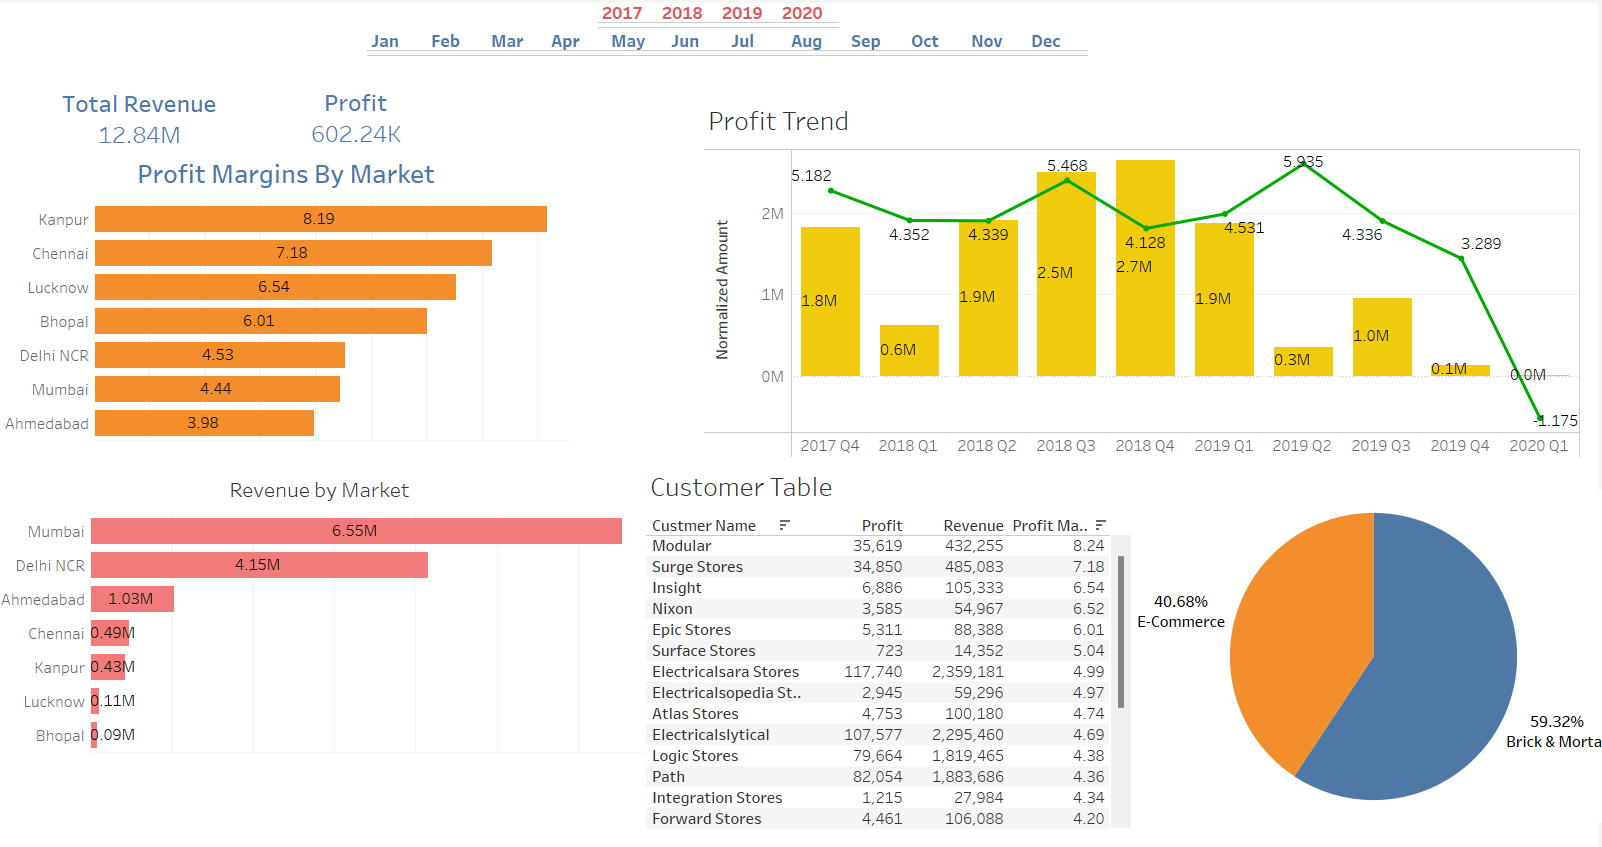 2017 2018 2019 2020
Jan Feb Mar Apr May Jun Jul Aug Sep Oct Nov Dec
Total Revenue
12.84M
Profit
602.24K
Profit Margins By Market
Kanpur 8.19
Chennai 7.18
Lucknow 6.54
Bhopal 6.01
Delhi NCR 4.53
Mumbai 4.44
Ahmedabad 3.98
Profit Trend
Normalized Amount
2M
1M
0M
5.182 4.352 4.339 5.468 4.128 4.531 5.935 4.336 3.289 -1.175
1.8M 0.6M 1.9M 2.5M 2.7M 1.9M 0.3M 1.0M 0.1M 0.0M
2017 Q4 2018 Q1 2018 Q2 2018 Q3 2018 Q4 2019 Q1 2019 Q2 2019 Q3 2019 Q4 2020 Q1
Revenue by Market
Mumbai 6.55M
Delhi NCR 4.15M
Ahmedabad 1.03M
Chennai 0.49M
Kanpur 0.43M
Lucknow 0.11M
Bhopal 0.09M
Customer Table
Custmer Name Profit Revenue Profit Ma..
Modular 35,619 432,255 8.24
Surge Stores 34,850 485,083 7.18
Insight 6,886 105,333 6.54
Nixon 3,585 54,967 6.52
Epic Stores 5,311 88,388 6.01
Surface Stores 723 14,352 5.04
Electricalsara Stores 117,740 2,359,181 4.99
Electricalsopedia St.. 2,945 59,296 4.97
Atlas Stores 4,753 100,180 4.74
Electricalslytical 107,577 2,295,460 4.69
Logic Stores 79,664 1,819,465 4.38
Path 82,054 1,883,686 4.36
Integration Stores 1,215 27,984 4.34
Forward Stores 4,461 106,088 4.20
40.68%
E-Commerce
59.32%
Brick & Morta